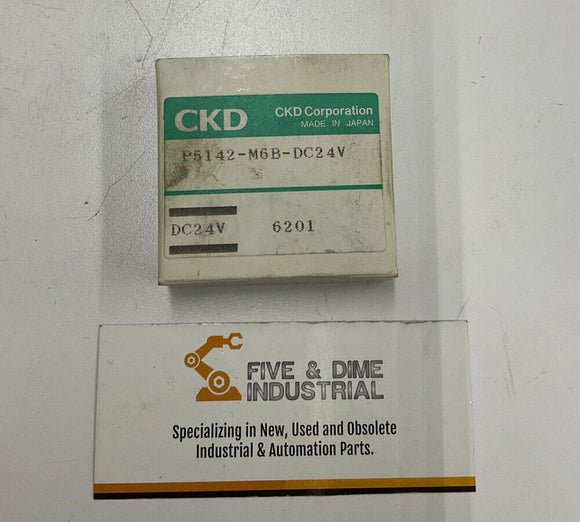 CKD
CKD Corporation
MADE IN JAPAN
P5142-M6B-DC24V
DC24V 6201
FIVE & DIME
INDUSTRIAL
Specializing in New, Used and Obsolete
Industrial & Automation Parts.